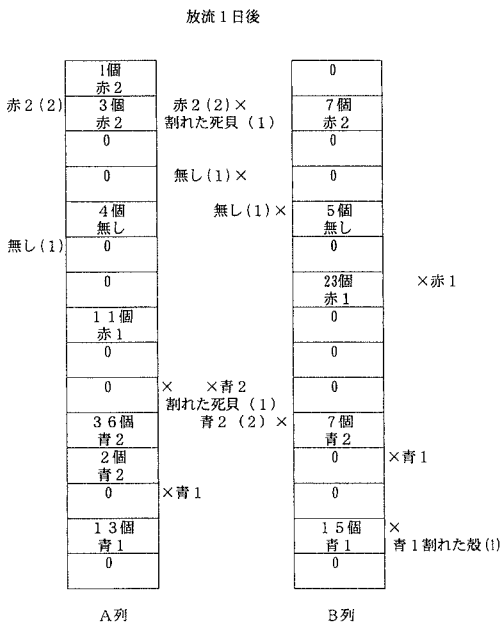 放流１日後
1個 0
赤２
赤２(２) ３個 赤２(２)× ７個
赤２ 割れた死貝（１） 赤２
0 0
0 無し(１)× 0
４個 無し(１)× ５個
無し 無し
無し(１) 0 0
0 23個 ×赤１
赤１
１１個 0
赤１
0 0
0 × ×青２ 0
割れた死貝（１）
３６個 青２（２）× ７個
青２ 青２
２個 0 ×青１
青２
0 ×青１ 0
１３個 １５個 ×
青１ 青１ 青１割れた殻(1)
0 0
Ａ列 Ｂ列